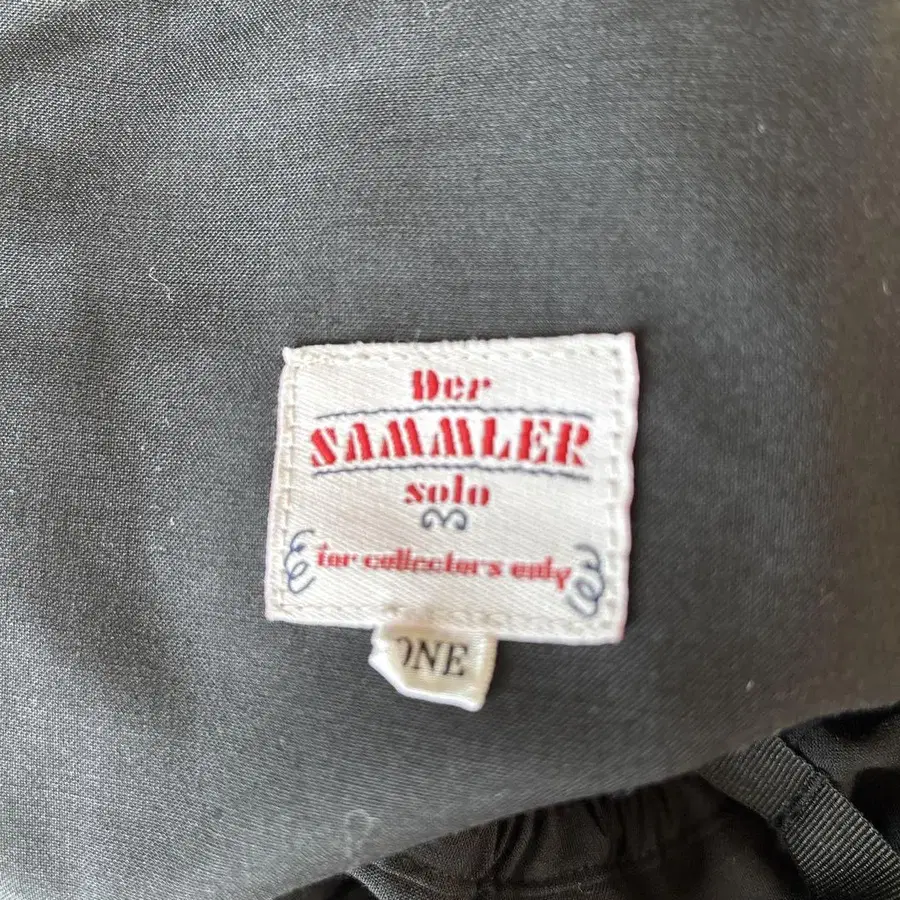 Der
SAMMLER
solo
for collectors only
ONE